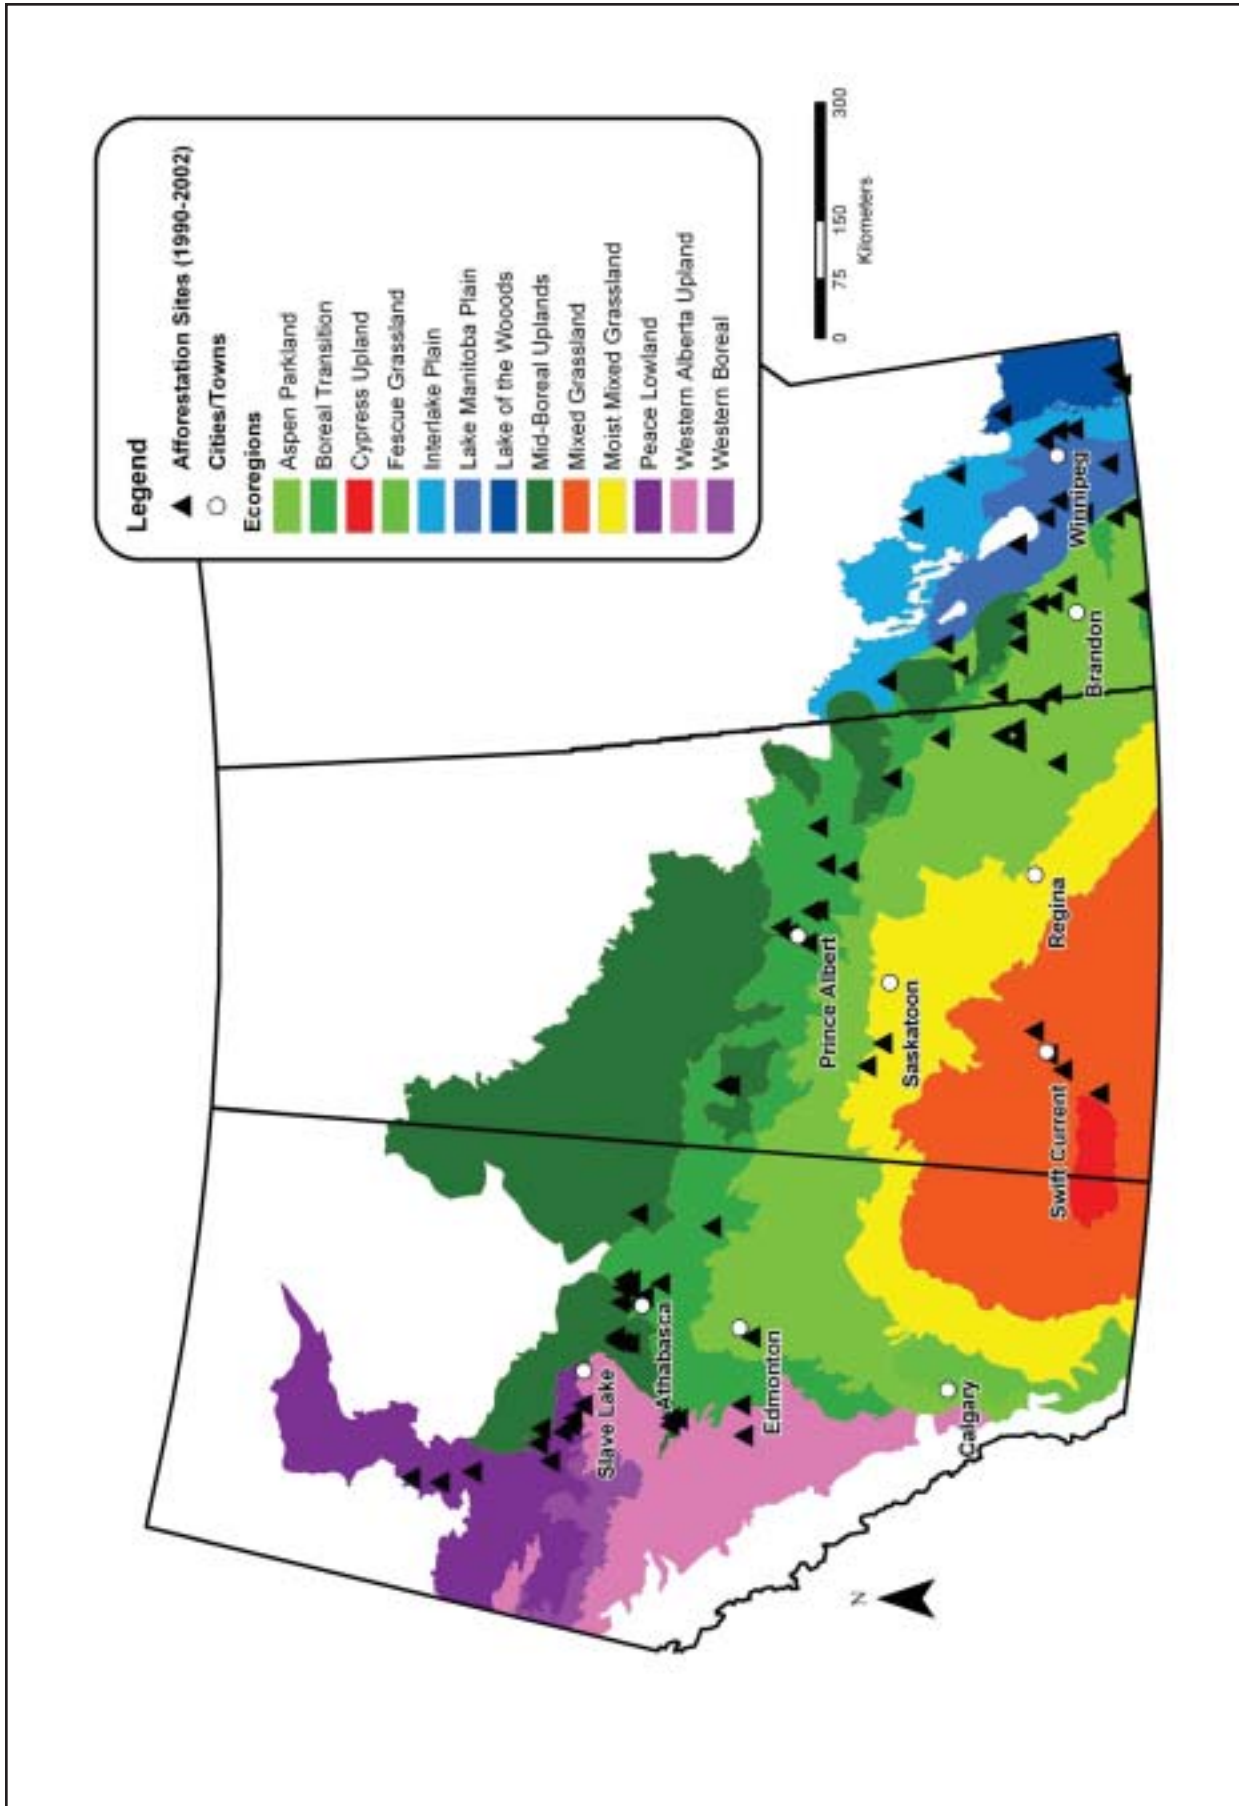 Legend
Afforestation Sites (1990-2002)
Cities/Towns
Ecoregions
Aspen Parkland
Boreal Transition
Cypress Upland
Fescue Grassland
Interlake Plain
Lake Manitoba Plain
Lake of the Wooods
Mid-Boreal Uplands
Mixed Grassland
Moist Mixed Grassland
Peace Lowland
Western Alberta Upland
Western Boreal
0 75 150 300
Kilometers
N
Slave Lake
Athabasca
Edmonton
Calgary
Prince Albert
Saskatoon
Swift Current
Regina
Brandon
Winnipeg